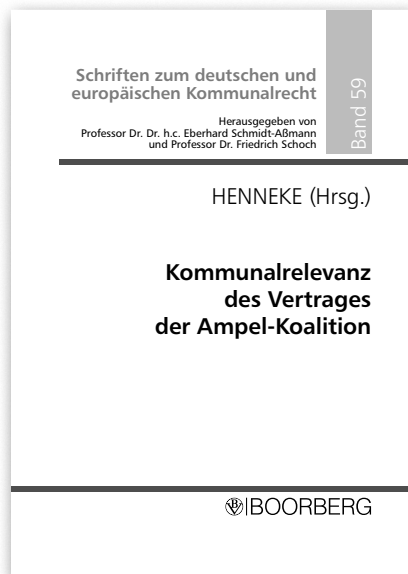 Schriften zum deutschen und
europäischen Kommunalrecht
Herausgegeben von
Professor Dr. Dr. h.c. Eberhard Schmidt-Aßmann
und Professor Dr. Friedrich Schoch
Band 59
HENNEKE (Hrsg.)
Kommunalrelevanz
des Vertrages
der Ampel-Koalition
BOORBERG